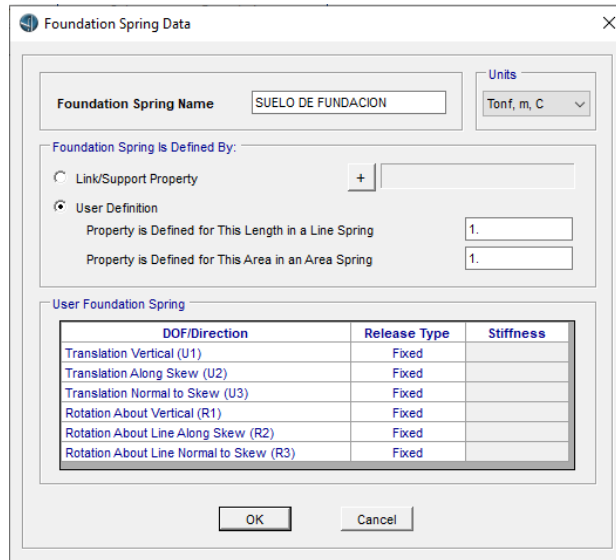 Foundation Spring Data
Units
Foundation Spring Name SUELO DE FUNDACION Tonf, m, C
Foundation Spring Is Defined By:
Link/Support Property +
User Definition
Property is Defined for This Length in a Line Spring 1.
Property is Defined for This Area in an Area Spring 1.
User Foundation Spring
DOF/Direction Release Type Stiffness
Translation Vertical (U1) Fixed
Translation Along Skew (U2) Fixed
Translation Normal to Skew (U3) Fixed
Rotation About Vertical (R1) Fixed
Rotation About Line Along Skew (R2) Fixed
Rotation About Line Normal to Skew (R3) Fixed
OK Cancel